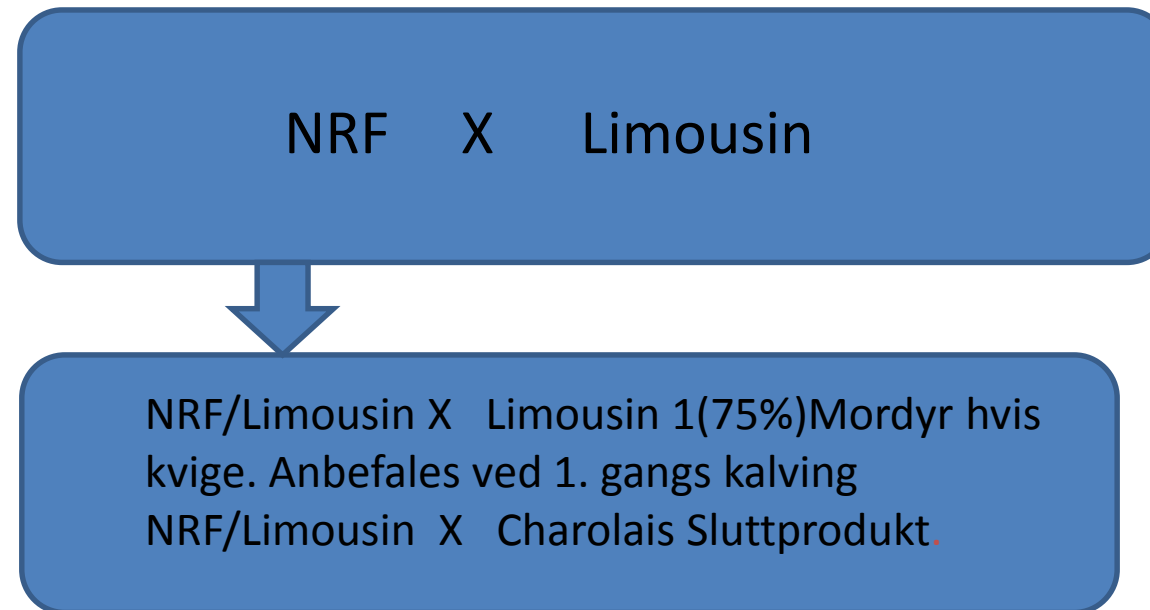 NRF X Limousin
NRF/Limousin X Limousin 1(75%)Mordyr hvis
kvige. Anbefales ved 1. gangs kalving
NRF/Limousin X Charolais Sluttprodukt.